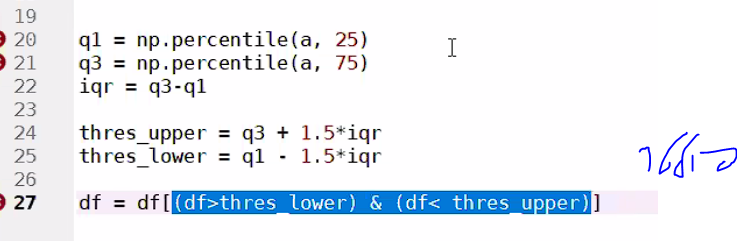 19
20 q1 = np.percentile(a, 25)
21 q3 = np.percentile(a, 75)
22 iqr = q3-q1
23
24 thres_upper = q3 + 1.5*iqr
25 thres_lower = q1 - 1.5*iqr
26
27 df = df[(df>thres_lower) & (df< thres_upper)]